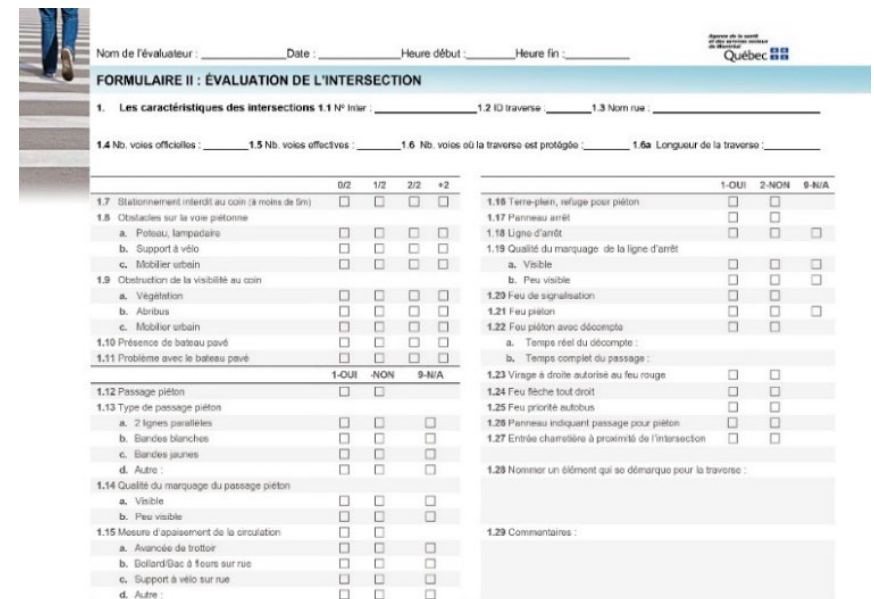 Agence de la santé
et des services sociaux
de Montréal
Québec
Nom de l'évaluateur : Date : Heure début : Heure fin :
FORMULAIRE II : ÉVALUATION DE L'INTERSECTION
1. Les caractéristiques des intersections 1.1 Nº Inter : 1.2 ID traverse : 1.3 Nom rue :
1.4 Nb. voies officielles : 1.5 Nb. voies effectives : 1.6 Nb. voies où la traverse est protégée : 1.6a Longueur de la traverse :
0/2 1/2 2/2 +2
1.7 Stationnement interdit au coin (à moins de 5m)
1.8 Obstacles sur la voie piétonne
a. Poteau, lampadaire
b. Support à vélo
c. Mobilier urbain
1.9 Obstruction de la visibilité au coin
a. Végétation
b. Abribus
c. Mobilier urbain
1.10 Présence de bateau pavé
1.11 Problème avec le bateau pavé
1-OUI -NON 9-N/A
1.12 Passage piéton
1.13 Type de passage piéton
a. 2 lignes parallèles
b. Bandes blanches
c. Bandes jaunes
d. Autre :
1.14 Qualité du marquage du passage piéton
a. Visible
b. Peu visible
1.15 Mesure d'apaisement de la circulation
a. Avancée de trottoir
b. Bollard/Bac à fleurs sur rue
c. Support à vélo sur rue
d. Autre :
1-OUI 2-NON 9-N/A
1.16 Terre-plein, refuge pour piéton
1.17 Panneau arrêt
1.18 Ligne d'arrêt
1.19 Qualité du marquage de la ligne d'arrêt
a. Visible
b. Peu visible
1.20 Feu de signalisation
1.21 Feu piéton
1.22 Feu piéton avec décompte
a. Temps réel du décompte :
b. Temps complet du passage :
1.23 Virage à droite autorisé au feu rouge
1.24 Feu flèche tout droit
1.25 Feu priorité autobus
1.26 Panneau indiquant passage pour piéton
1.27 Entrée charretière à proximité de l'intersection
1.28 Nommer un élément qui se démarque pour la traverse :
1.29 Commentaires :